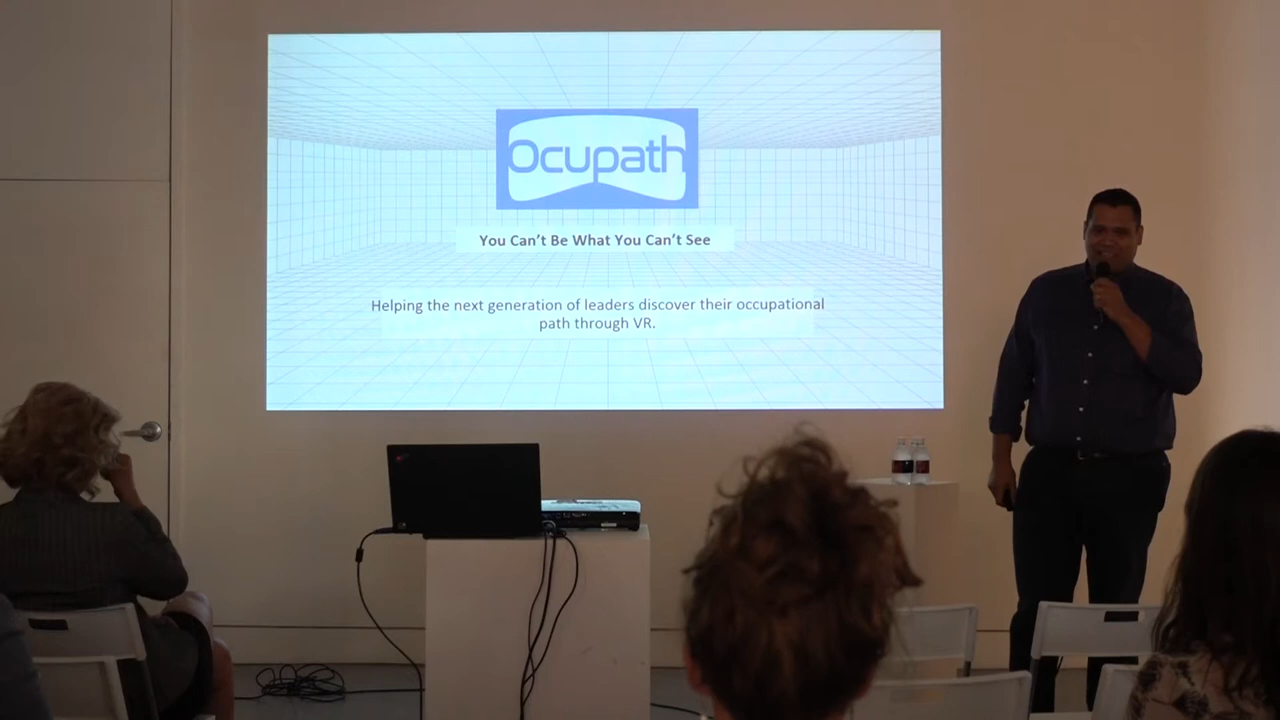 Ocupath
You Can't Be What You Can't See
Helping the next generation of leaders discover their occupational
path through VR.